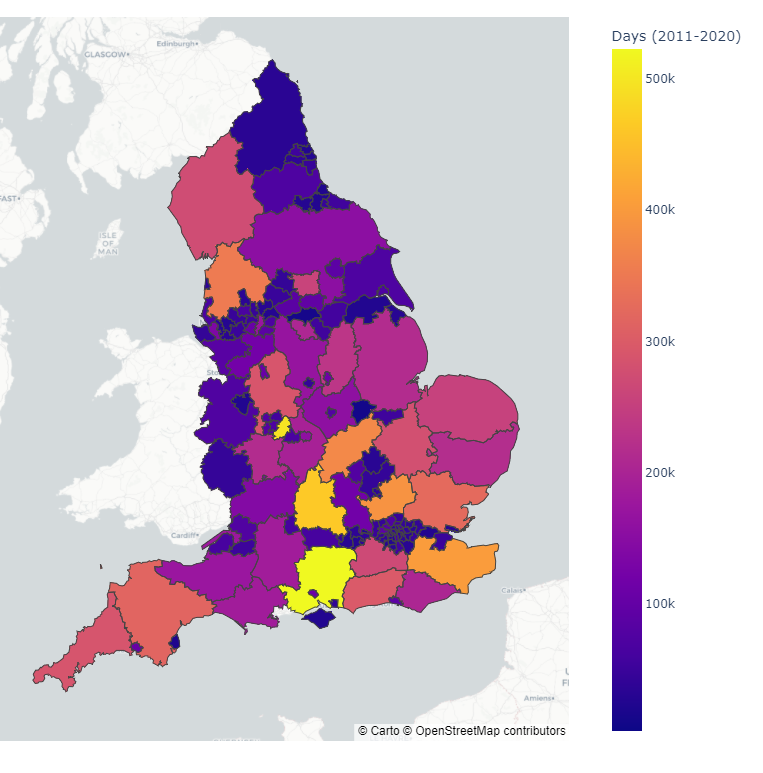 Days (2011-2020)
Edinburgh
GLASGOW
500k
400k
FAST
ISLE
OF
MAN
300k
200k
Cardiff
100k
Calais
Amiens
© Carto © OpenStreetMap contributors